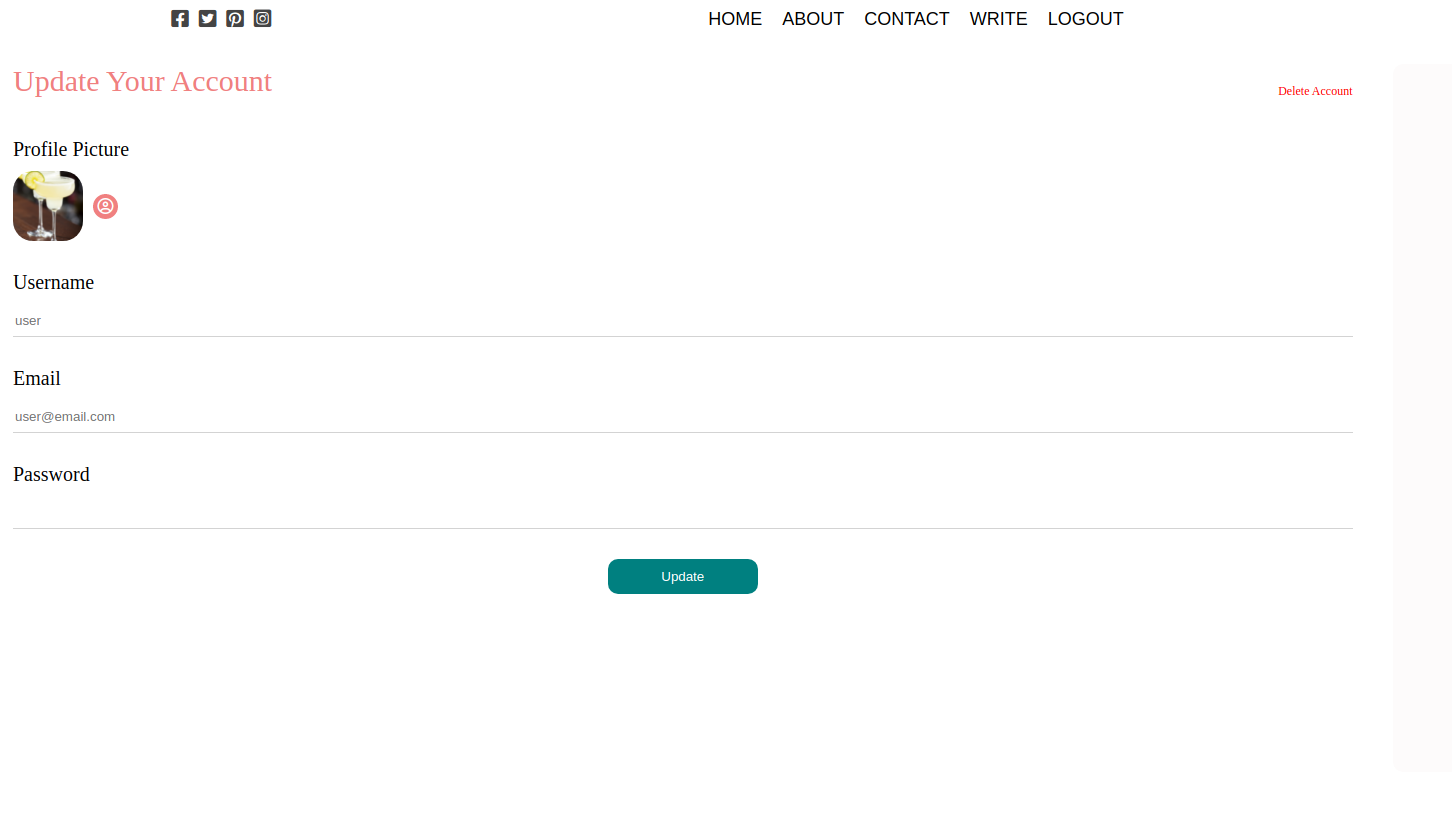 HOME ABOUT CONTACT WRITE LOGOUT
Update Your Account
Delete Account
Profile Picture
Username
user
Email
user@email.com
Password
Update